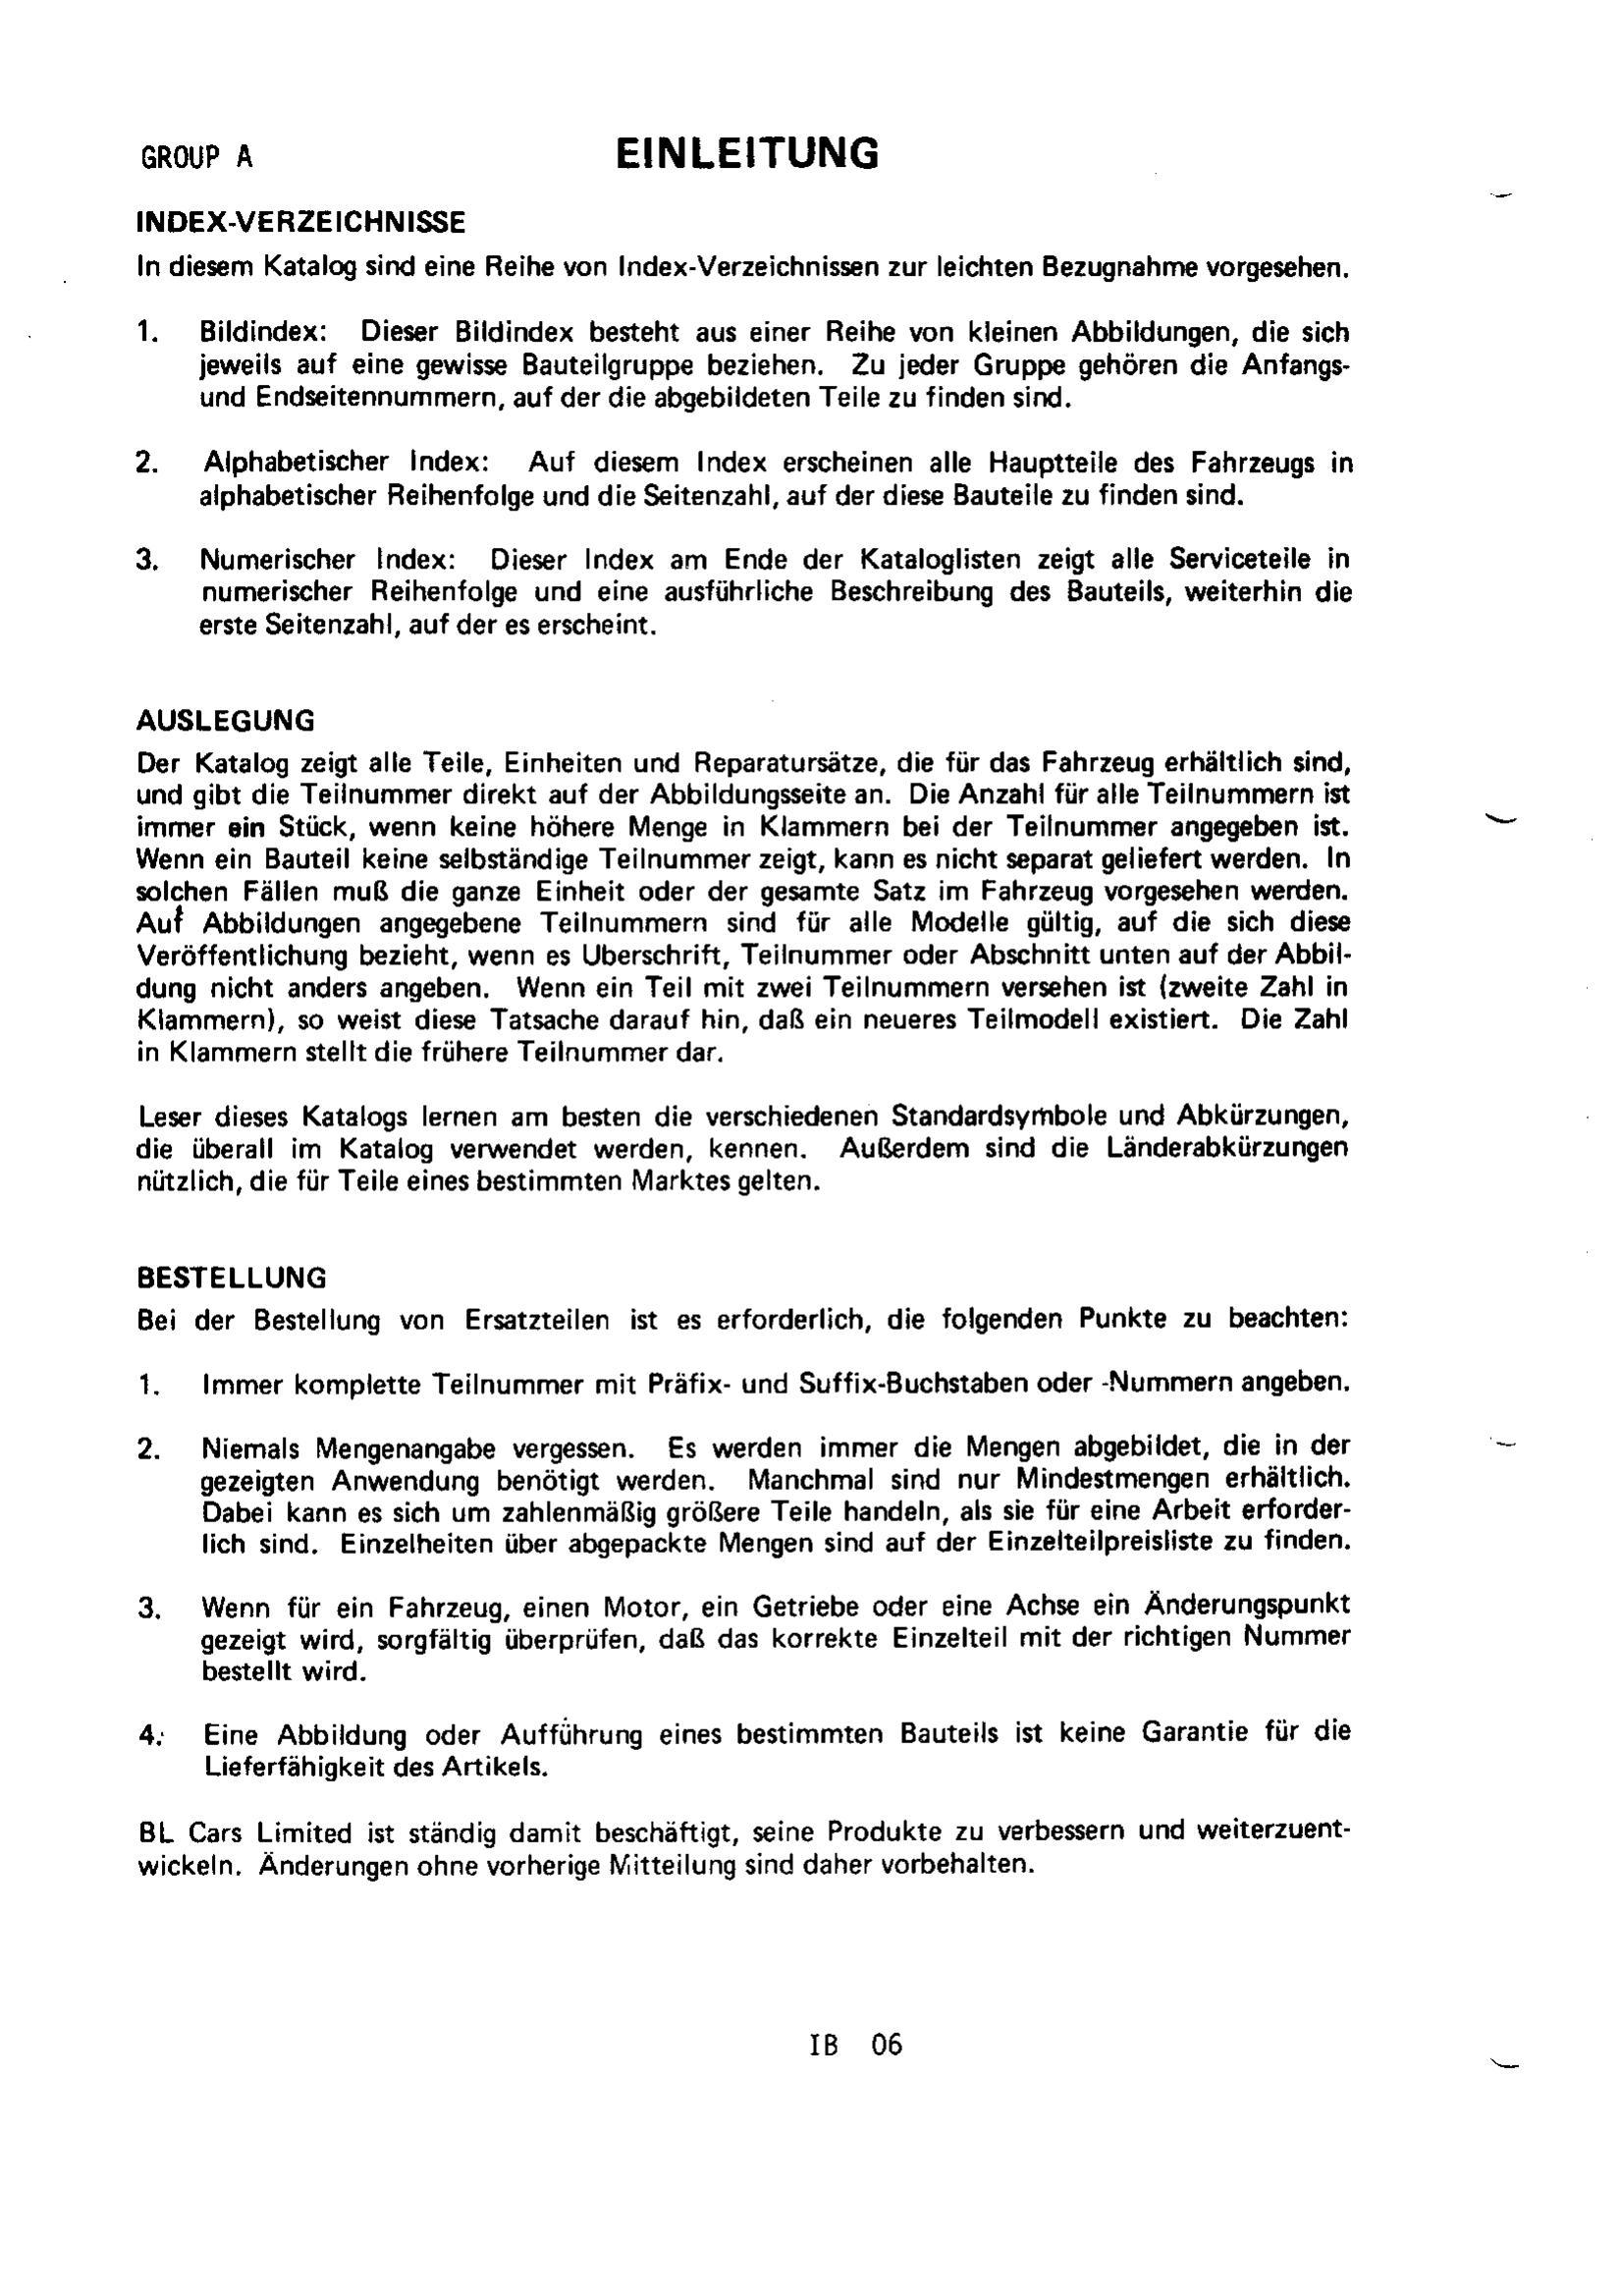 GROUP A
EINLEITUNG
INDEX-VERZEICHNISSE
In diesem Katalog sind eine Reihe von Index-Verzeichnissen zur leichten Bezugnahme vorgesehen.
1. Bildindex: Dieser Bildindex besteht aus einer Reihe von kleinen Abbildungen, die sich
jeweils auf eine gewisse Bauteilgruppe beziehen. Zu jeder Gruppe gehören die Anfangs-
und Endseitennummern, auf der die abgebildeten Teile zu finden sind.
2. Alphabetischer Index: Auf diesem Index erscheinen alle Hauptteile des Fahrzeugs in
alphabetischer Reihenfolge und die Seitenzahl, auf der diese Bauteile zu finden sind.
3. Numerischer Index: Dieser Index am Ende der Kataloglisten zeigt alle Serviceteile in
numerischer Reihenfolge und eine ausführliche Beschreibung des Bauteils, weiterhin die
erste Seitenzahl, auf der es erscheint.
AUSLEGUNG
Der Katalog zeigt alle Teile, Einheiten und Reparatursätze, die für das Fahrzeug erhältlich sind,
und gibt die Teilnummer direkt auf der Abbildungsseite an. Die Anzahl für alle Teilnummern ist
immer ein Stück, wenn keine höhere Menge in Klammern bei der Teilnummer angegeben ist.
Wenn ein Bauteil keine selbständige Teilnummer zeigt, kann es nicht separat geliefert werden. In
solchen Fällen muß die ganze Einheit oder der gesamte Satz im Fahrzeug vorgesehen werden.
Auf Abbildungen angegebene Teilnummern sind für alle Modelle gültig, auf die sich diese
Veröffentlichung bezieht, wenn es Uberschrift, Teilnummer oder Abschnitt unten auf der Abbil-
dung nicht anders angeben. Wenn ein Teil mit zwei Teilnummern versehen ist (zweite Zahl in
Klammern), so weist diese Tatsache darauf hin, daß ein neueres Teilmodell existiert. Die Zahl
in Klammern stellt die frühere Teilnummer dar.
Leser dieses Katalogs lernen am besten die verschiedenen Standardsymbole und Abkürzungen,
die überall im Katalog verwendet werden, kennen. Außerdem sind die Länderabkürzungen
nützlich, die für Teile eines bestimmten Marktes gelten.
BESTELLUNG
Bei der Bestellung von Ersatzteilen ist es erforderlich, die folgenden Punkte zu beachten:
1. Immer komplette Teilnummer mit Präfix- und Suffix-Buchstaben oder -Nummern angeben.
2. Niemals Mengenangabe vergessen. Es werden immer die Mengen abgebildet, die in der
gezeigten Anwendung benötigt werden. Manchmal sind nur Mindestmengen erhältlich.
Dabei kann es sich um zahlenmäßig größere Teile handeln, als sie für eine Arbeit erforder-
lich sind. Einzelheiten über abgepackte Mengen sind auf der Einzelteilpreisliste zu finden.
3. Wenn für ein Fahrzeug, einen Motor, ein Getriebe oder eine Achse ein Änderungspunkt
gezeigt wird, sorgfältig überprüfen, daß das korrekte Einzelteil mit der richtigen Nummer
bestellt wird.
4. Eine Abbildung oder Aufführung eines bestimmten Bauteils ist keine Garantie für die
Lieferfähigkeit des Artikels.
BL Cars Limited ist ständig damit beschäftigt, seine Produkte zu verbessern und weiterzuent-
wickeln. Änderungen ohne vorherige Mitteilung sind daher vorbehalten.
IB 06